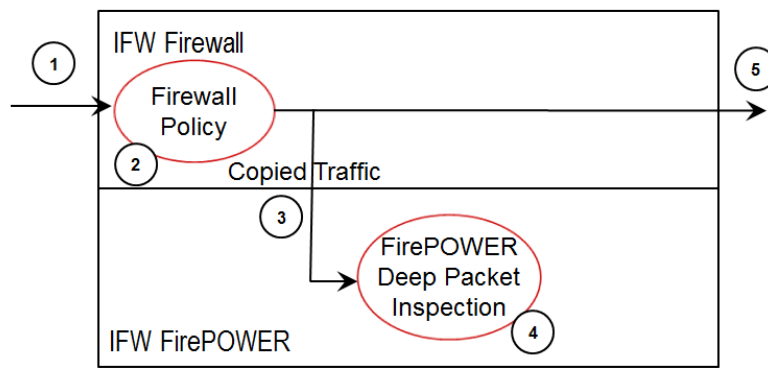 IFW Firewall
1
5
Firewall
Policy
2
Copied Traffic
3
FirePOWER
Deep Packet
Inspection
4
IFW FirePOWER